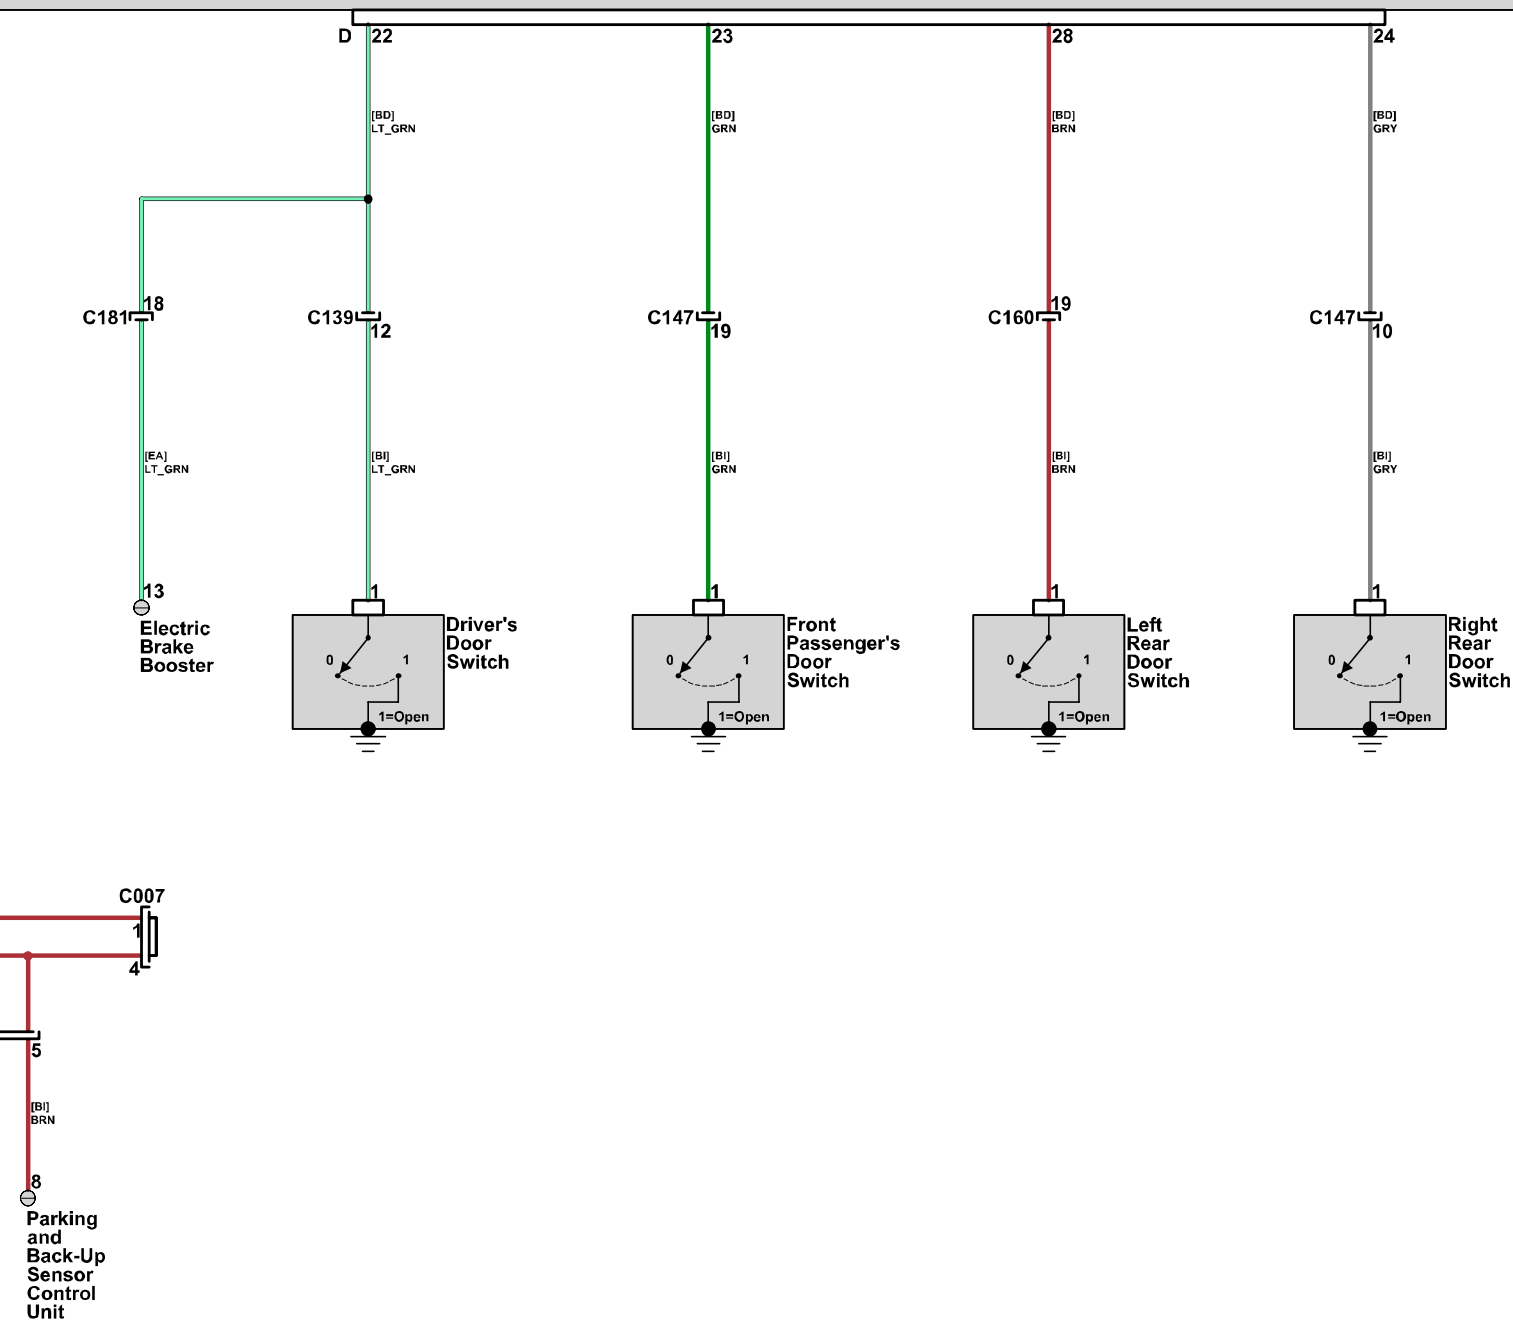 D 22
23
28
24
[BD]
LT_GRN
[BD]
GRN
[BD]
BRN
[BD]
GRY
C181 18
C139 12
C147 19
C160 19
C147 10
[EA]
LT_GRN
[BI]
LT_GRN
[BI]
GRN
[BI]
BRN
[BI]
GRY
13
Electric
Brake
Booster
1
Driver's
Door
Switch
0 1
1=Open
1
Front
Passenger's
Door
Switch
0 1
1=Open
1
Left
Rear
Door
Switch
0 1
1=Open
1
Right
Rear
Door
Switch
0 1
1=Open
C007
1
4
5
[BI]
BRN
8
Parking
and
Back-Up
Sensor
Control
Unit